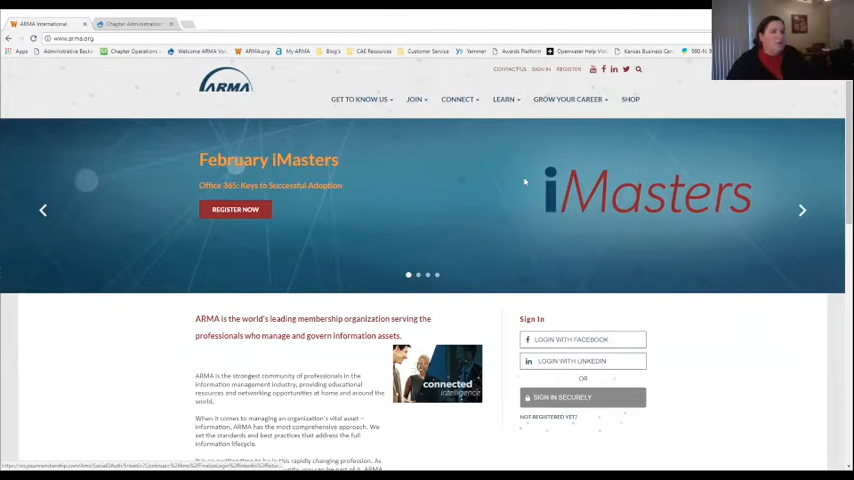 ARMA International
Chapter Administration
www.arma.org
Apps
Administrative Back
Chapter Operations
Welcome ARMA Vol
ARMA.org
My ARMA
Blog's
CAE Resources
Customer Service
Yammer
Awards Platform
Openwater Help
Kansas Business Cent
990-N,
CONTACT US
SIGN IN
REGISTER
ARMA
GET TO KNOW US
JOIN
CONNECT
LEARN
GROW YOUR CAREER
SHOP
February iMasters
Office 365: Keys to Successful Adoption
REGISTER NOW
iMasters
ARMA is the world's leading membership organization serving the
professionals who manage and govern information assets.
ARMA is the strongest community of professionals in the
information management industry, providing educational
resources and networking opportunities at home and around the
world.
When it comes to managing an organization's vital asset –
information, ARMA has the most comprehensive approach. We
set the standards and best practices that address the full
information lifecycle.
connected
intelligence
Sign In
LOGIN WITH FACEBOOK
LOGIN WITH LINKEDIN
OR
SIGN IN SECURELY
NOT REGISTERED YET?